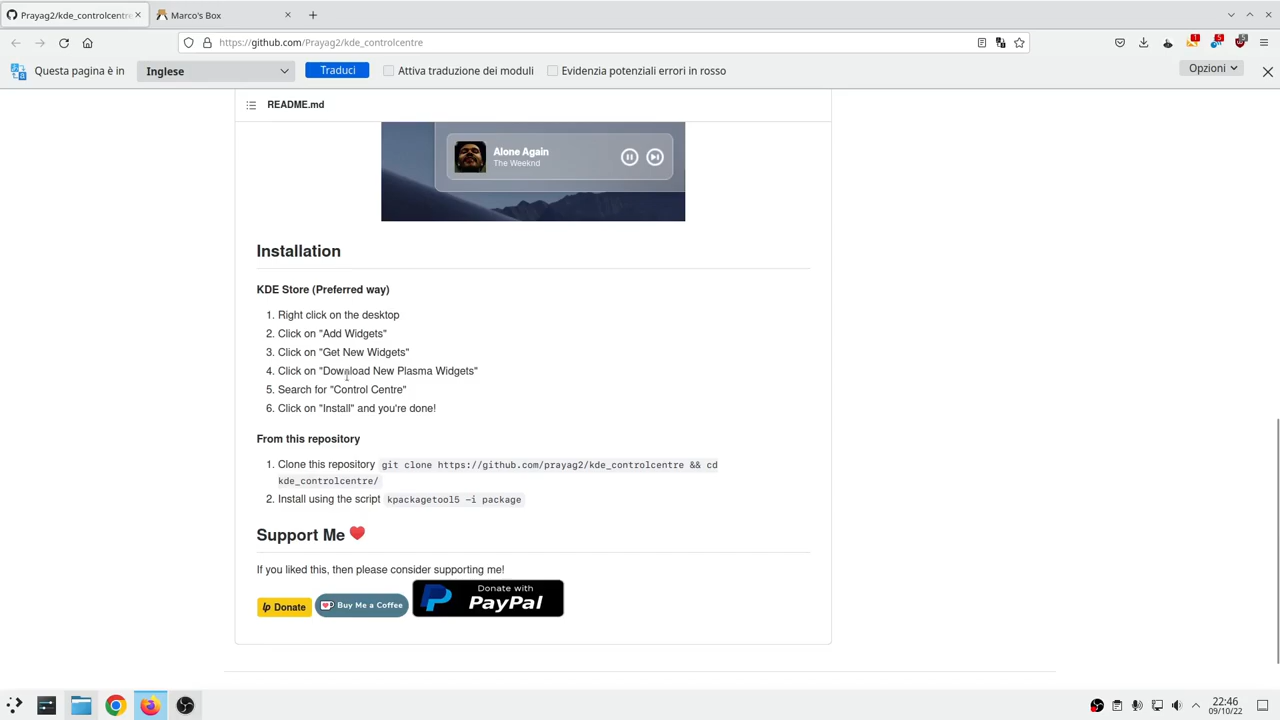 Prayag2/kde_controlcentre
Marco's Box
https://github.com/Prayag2/kde_controlcentre
1
5
Questa pagina è in
Inglese
Traduci
Attiva traduzione dei moduli
Evidenzia potenziali errori in rosso
Opzioni
README.md
Alone Again
The Weeknd
Installation
KDE Store (Preferred way)
1. Right click on the desktop
2. Click on "Add Widgets"
3. Click on "Get New Widgets"
4. Click on "Download New Plasma Widgets"
5. Search for "Control Centre"
6. Click on "Install" and you're done!
From this repository
1. Clone this repository git clone https://github.com/prayag2/kde_controlcentre && cd
kde_controlcentre/
2. Install using the script kpackagetool5 -i package
Support Me
If you liked this, then please consider supporting me!
Donate
Buy Me a Coffee
Donate with
PayPal
22:46
09/10/22